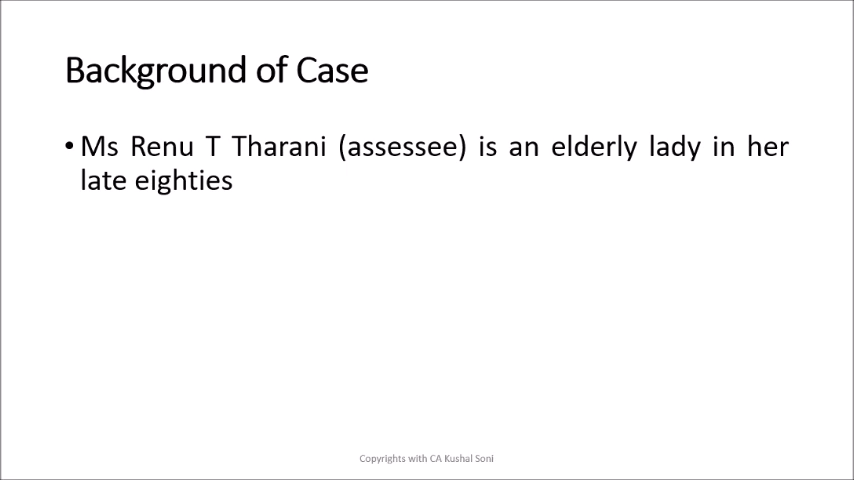 Background of Case
• Ms Renu T Tharani (assessee) is an elderly lady in her
late eighties
Copyrights with CA Kushal Soni